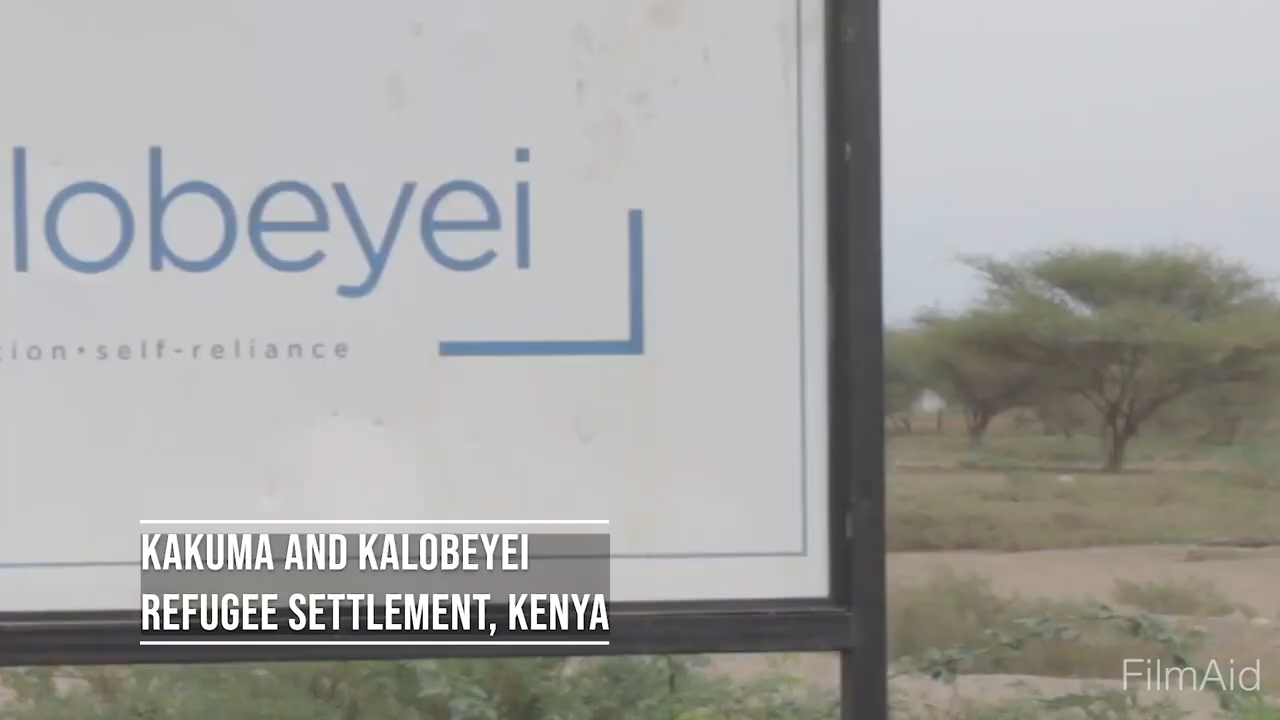 lobeyei
tion•self-reliance
KAKUMA AND KALOBEYEI
REFUGEE SETTLEMENT, KENYA
FilmAid